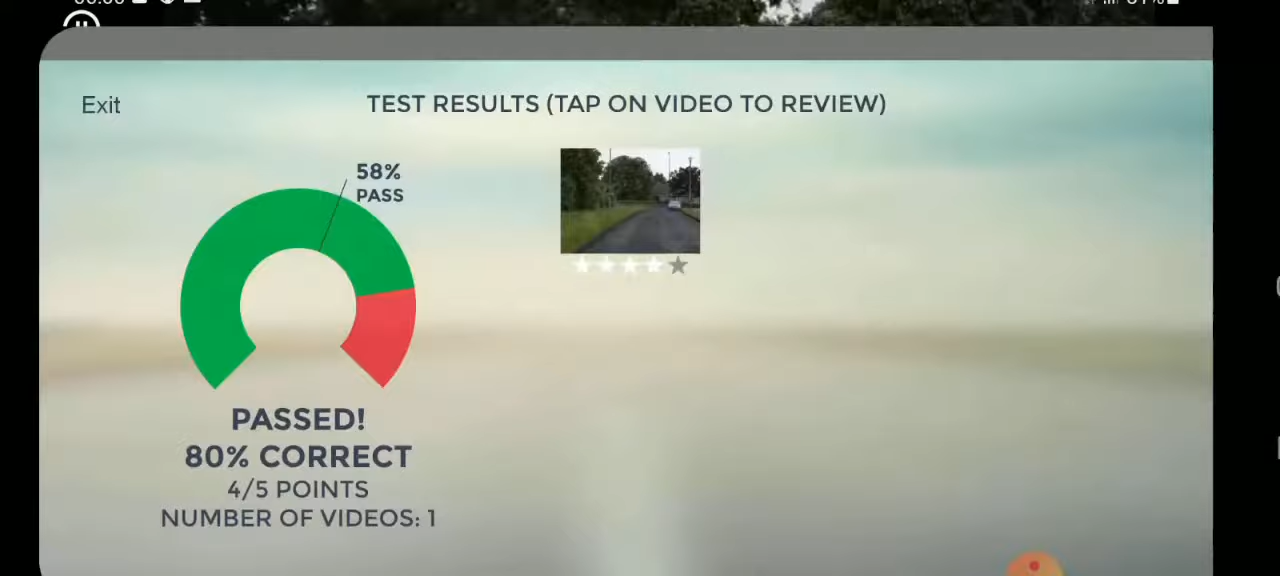 Exit
TEST RESULTS (TAP ON VIDEO TO REVIEW)
58%
PASS
PASSED!
80% CORRECT
4/5 POINTS
NUMBER OF VIDEOS: 1